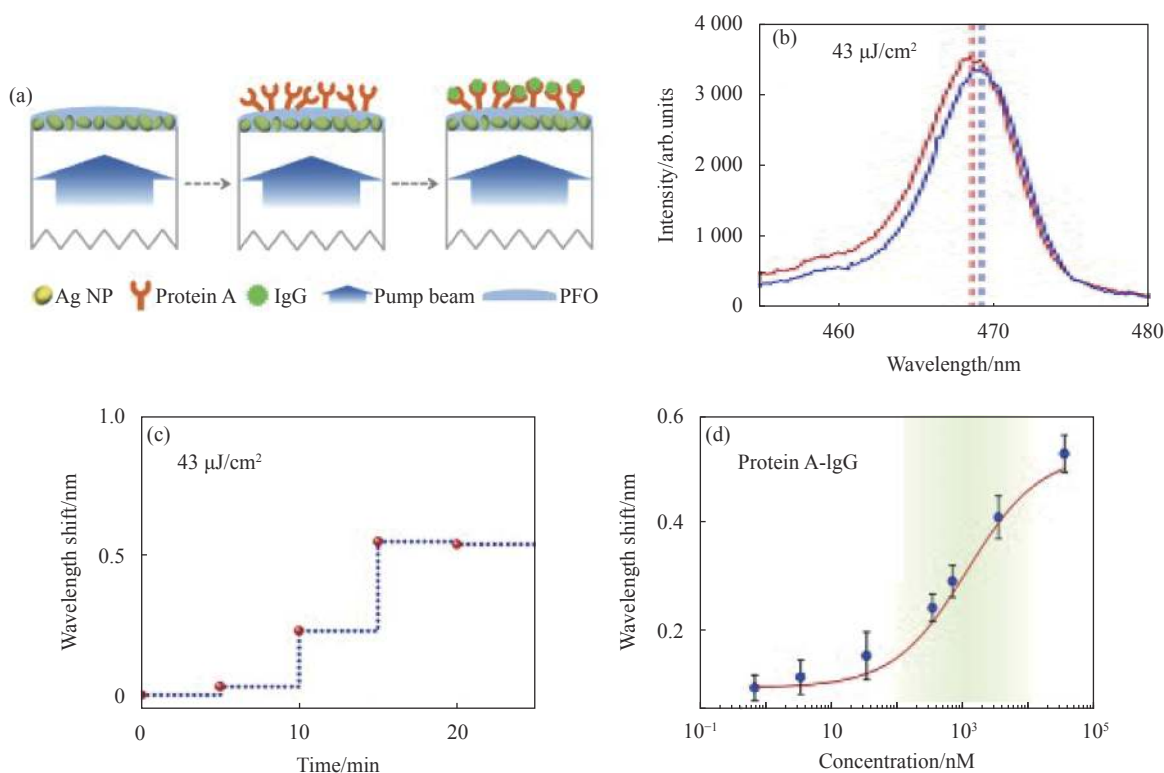 (a)
Ag NP Protein A IgG Pump beam PFO
(b)
43 μJ/cm²
Intensity/arb.units
4 000
3 000
2 000
1 000
0
460 470 480
Wavelength/nm
(c)
43 μJ/cm²
Wavelength shift/nm
1.0
0.5
0
0 10 20
Time/min
(d)
Protein A-lgG
Wavelength shift/nm
0.6
0.4
0.2
10⁻¹ 10 10³ 10⁵
Concentration/nM